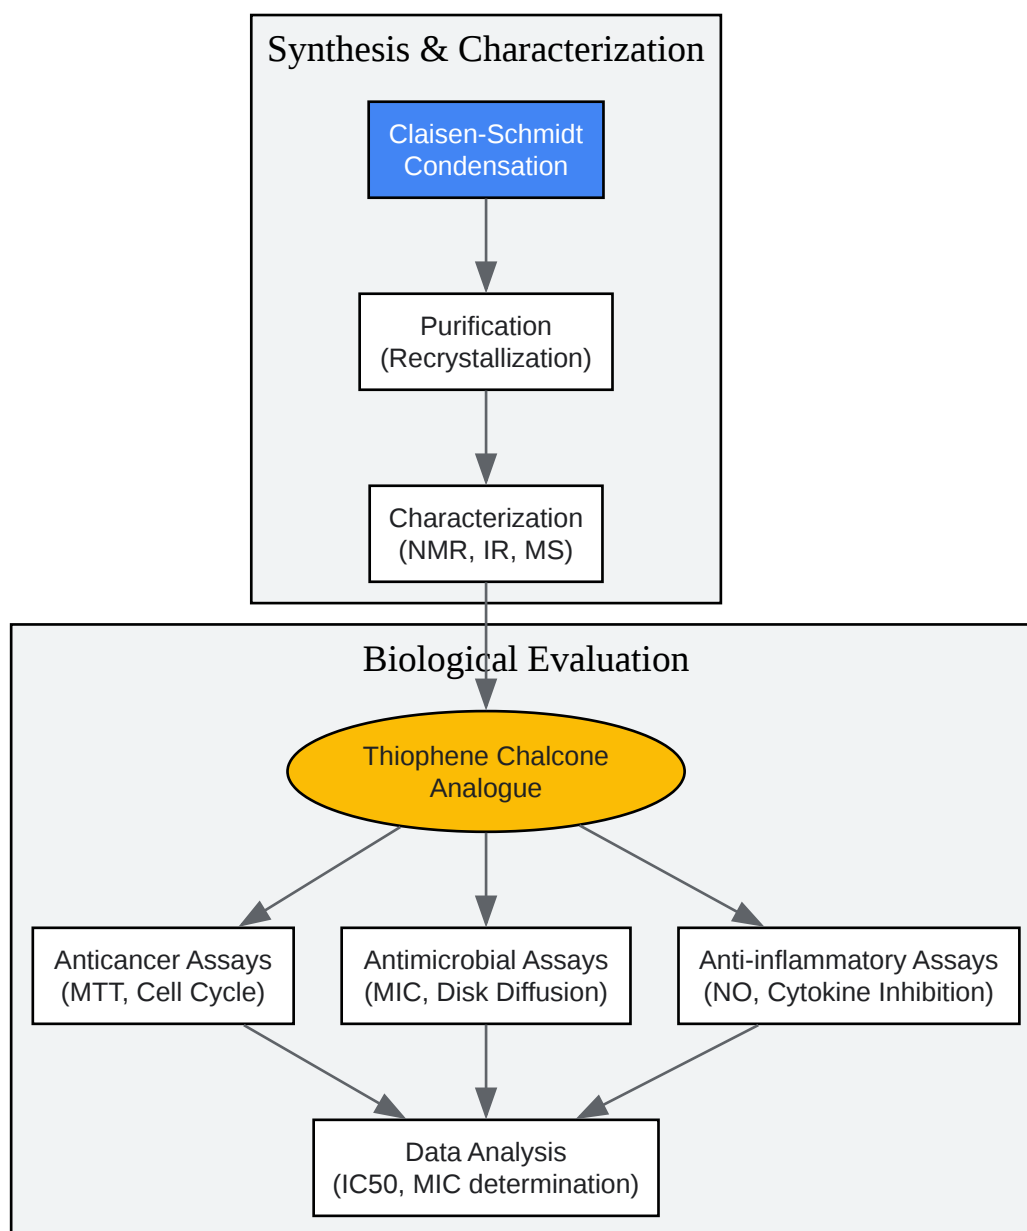 Synthesis & Characterization
Claisen-Schmidt
Condensation
Purification
(Recrystallization)
Characterization
(NMR, IR, MS)
Biological Evaluation
Thiophene Chalcone
Analogue
Anticancer Assays
(MTT, Cell Cycle)
Antimicrobial Assays
(MIC, Disk Diffusion)
Anti-inflammatory Assays
(NO, Cytokine Inhibition)
Data Analysis
(IC50, MIC determination)